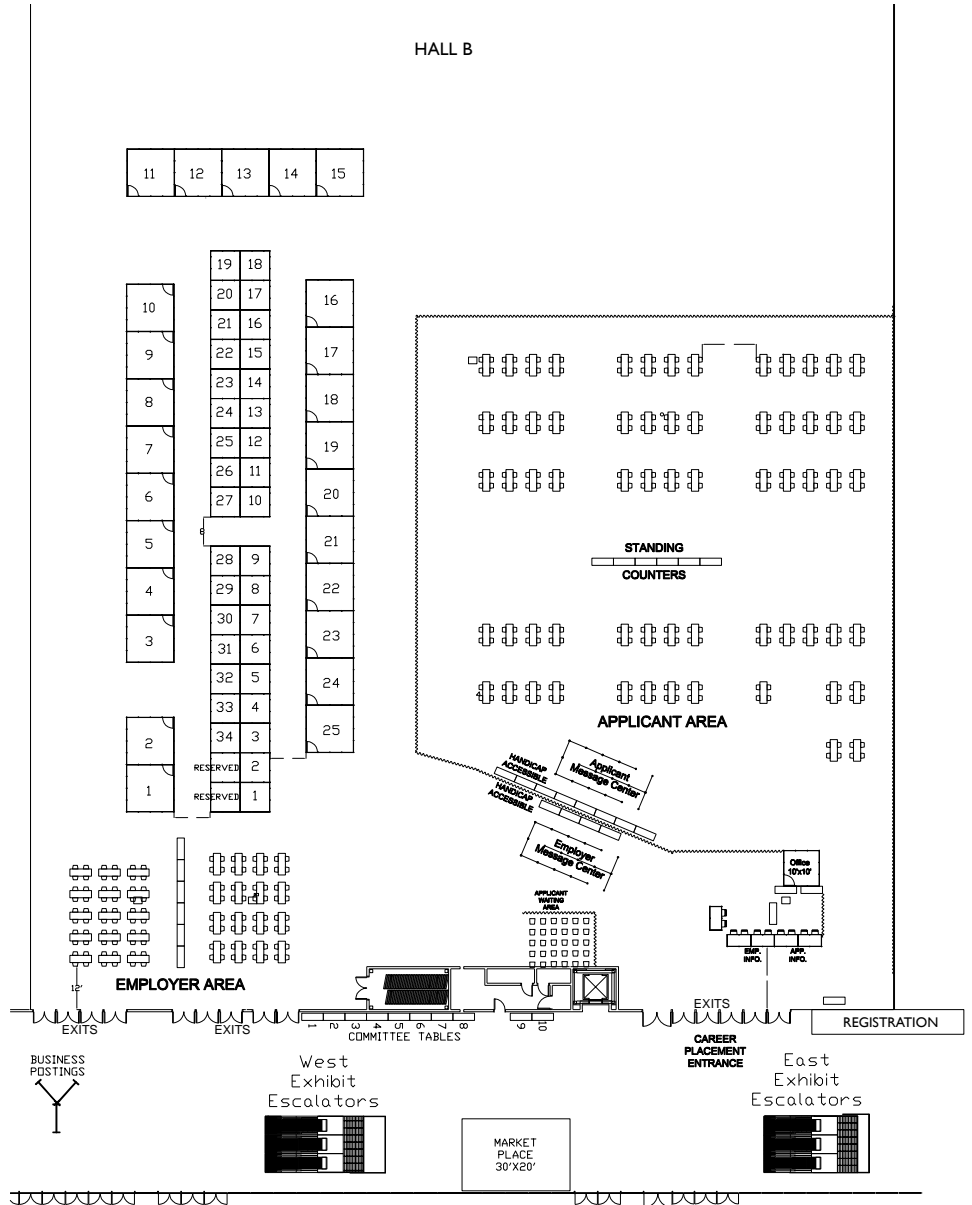 HALL B
11 12 13 14 15
19 18
20 17
21 16
22 15
23 14
24 13
25 12
26 11
27 10
28 9
29 8
30 7
31 6
32 5
33 4
34 3
RESERVED 2
RESERVED 1
10
9
8
7
6
5
4
3
2
1
16
17
18
19
20
21
22
23
24
25
8
STANDING
COUNTERS
APPLICANT AREA
HANDICAP
ACCESSIBLE
Applicant
Message Center
HANDICAP
ACCESSIBLE
Employer
Message Center
APPLICANT
WAITING
AREA
Office
10'x10'
EMP.
INFO.
APP.
INFO.
EMPLOYER AREA
12'
EXITS
EXITS
1 2 3 4 5 6 7 8 9 10
COMMITTEE TABLES
EXITS
CAREER
PLACEMENT
ENTRANCE
REGISTRATION
BUSINESS
POSTINGS
West
Exhibit
Escalators
MARKET
PLACE
30'X20'
East
Exhibit
Escalators